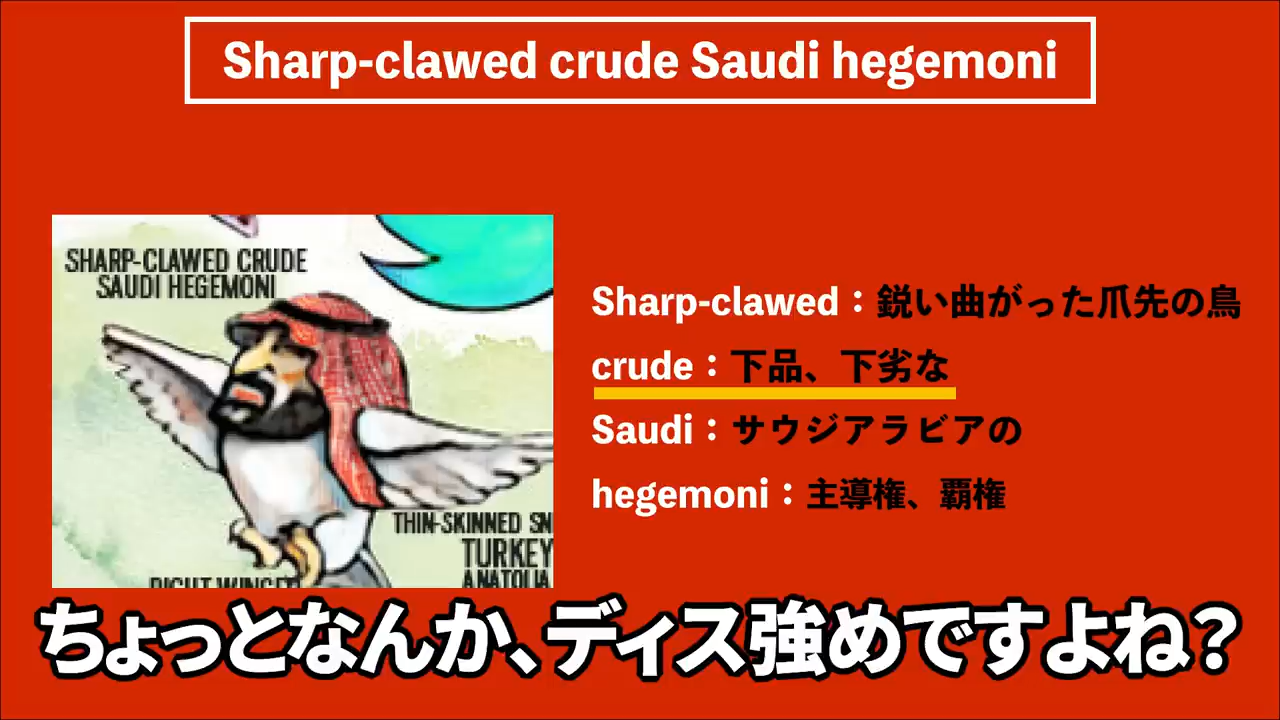 Sharp-clawed crude Saudi hegemoni
SHARP-CLAWED CRUDE
SAUDI HEGEMONI
Sharp-clawed：鋭い曲がった爪先の鳥
crude：下品、下劣な
Saudi：サウジアラビアの
hegemoni：主導権、覇権
THIN-SKINNED SN
TURKEY
ANATOLIA
RIGHT WINGED
ちょっとなんか、ディス強めですよね？